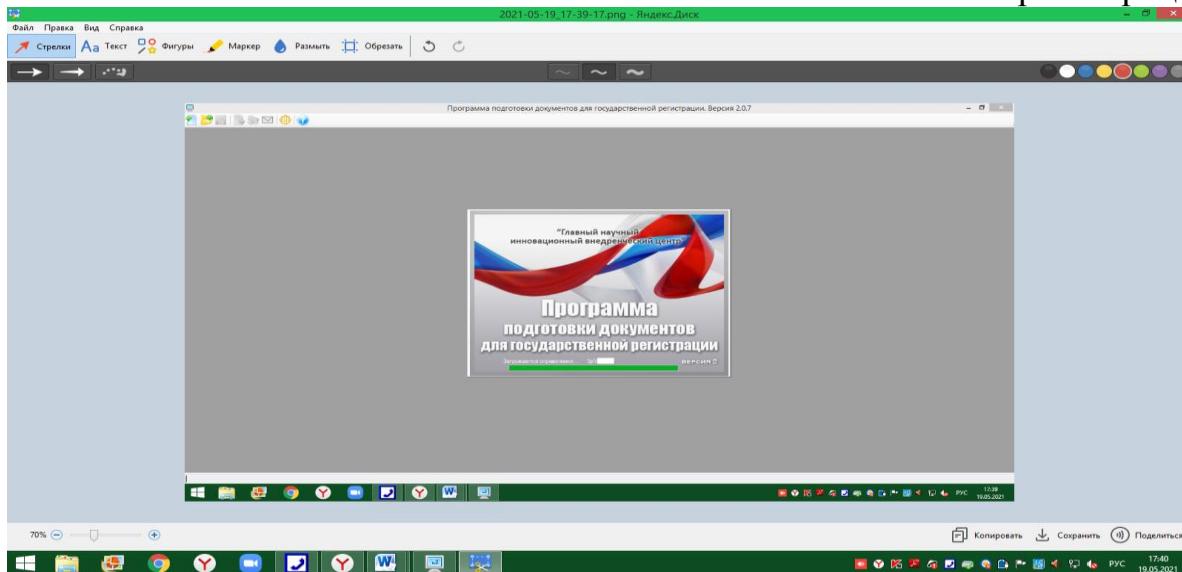 2021-05-19_17-39-17.png - Яндекс.Диск
Файл Правка Вид Справка
Стрелки Аа Текст Фигуры Маркер Размыть Обрезать
Программа подготовки документов для государственной регистрации. Версия 2.0.7
"Главный научный
инновационный внедренческий центр"
Программа
подготовки документов
для государственной регистрации
ВЕРСИЯ 2
РУС 17:39
19.05.2021
70% Копировать Сохранить Поделиться
РУС 17:40
19.05.2021